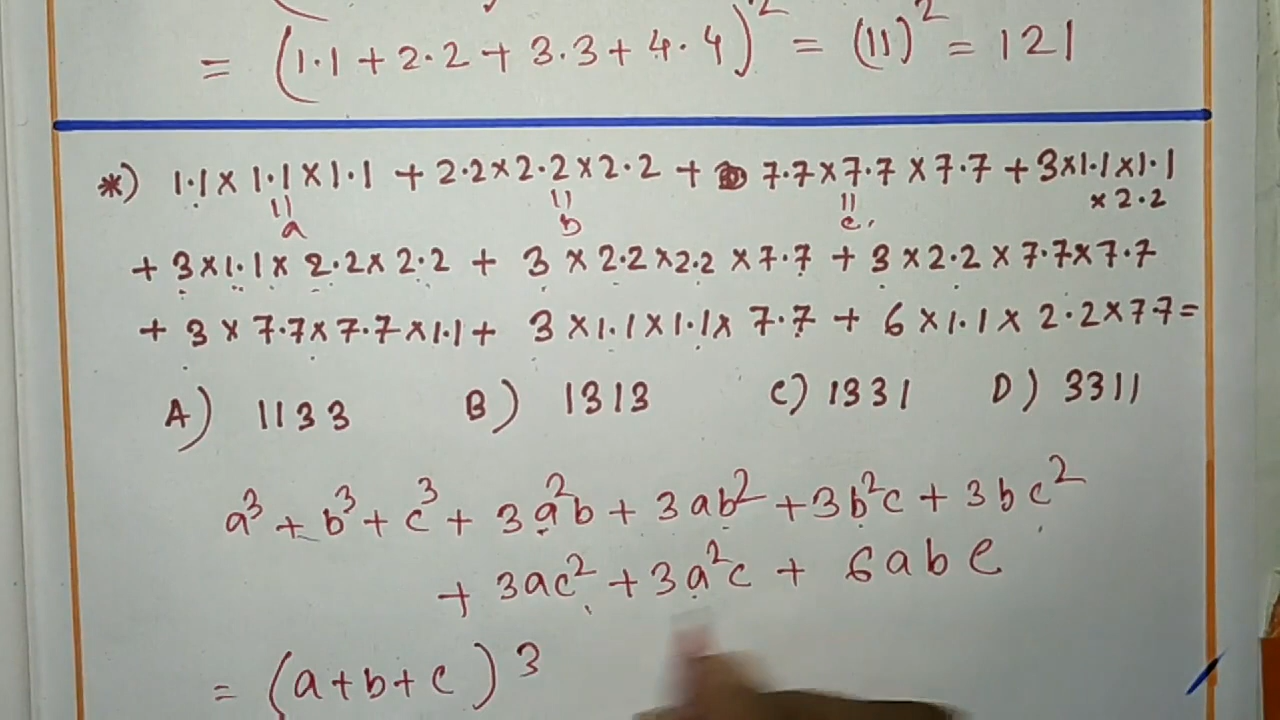 = (1.1 + 2.2 + 3.3 + 4.4)² = (11)² = 121
*) 1.1 × 1.1 × 1.1 + 2.2 × 2.2 × 2.2 + 7.7 × 7.7 × 7.7 + 3 × 1.1 × 1.1
× 2.2
|| || ||
a b c
+ 3 × 1.1 × 2.2 × 2.2 + 3 × 2.2 × 2.2 × 7.7 + 3 × 2.2 × 7.7 × 7.7
+ 3 × 7.7 × 7.7 × 1.1 + 3 × 1.1 × 1.1 × 7.7 + 6 × 1.1 × 2.2 × 7.7 =
A) 1133 B) 1313 C) 1331 D) 3311
a³ + b³ + c³ + 3a²b + 3ab² + 3b²c + 3bc²
+ 3ac² + 3a²c + 6abc
= (a+b+c)³